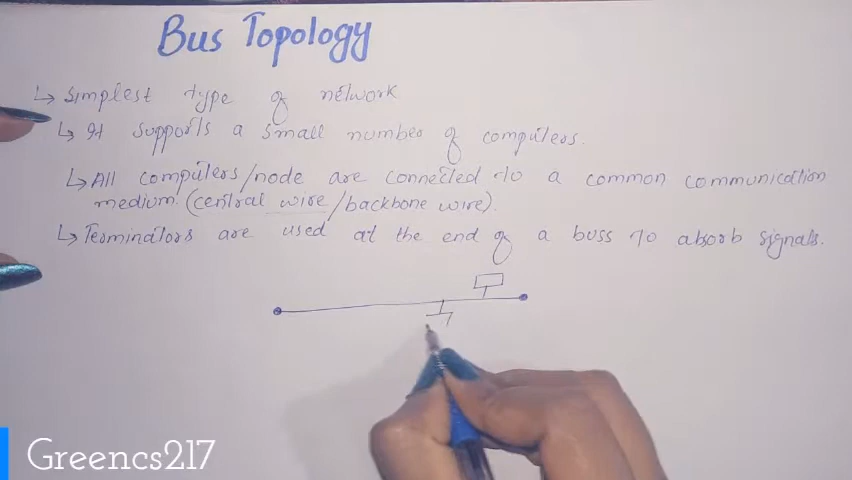 Bus Topology
↳ Simplest type of network
↳ It supports a small number of computers.
↳ All computers/node are connected to a common communication
medium. (central wire/backbone wire).
↳ Terminators are used at the end of a buss to absorb signals.
Greencs217